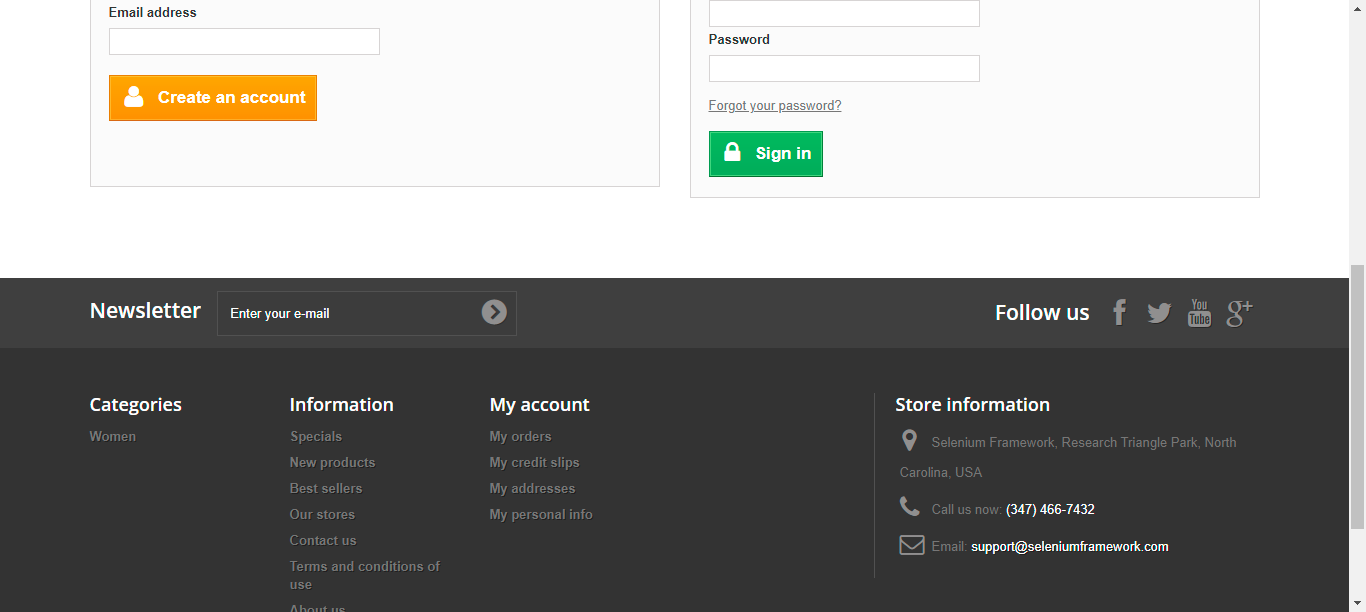 Email address
Create an account
Password
Forgot your password?
Sign in
Newsletter
Enter your e-mail
Follow us
You
Tube
g+
Categories
Women
Information
Specials
New products
Best sellers
Our stores
Contact us
Terms and conditions of
use
About us
My account
My orders
My credit slips
My addresses
My personal info
Store information
Selenium Framework, Research Triangle Park, North
Carolina, USA
Call us now: (347) 466-7432
Email: support@seleniumframework.com